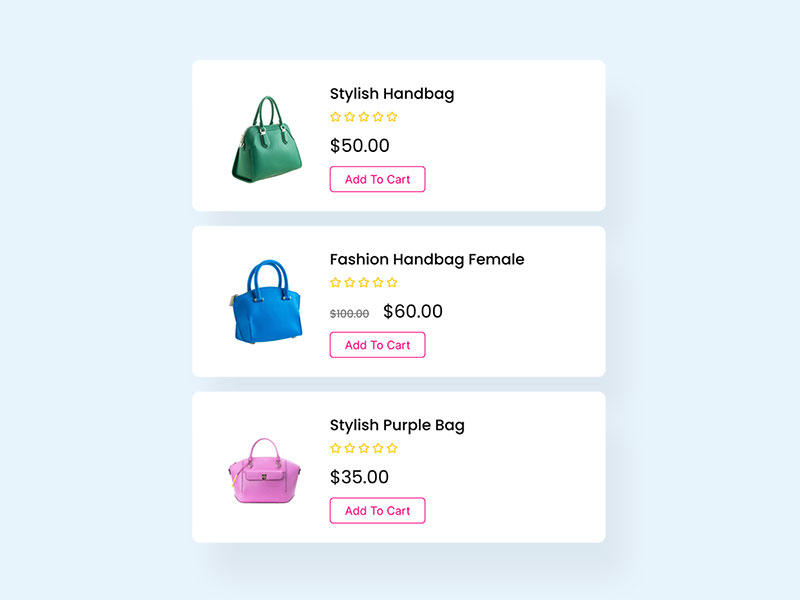 Stylish Handbag
$50.00
Add To Cart
Fashion Handbag Female
$100.00 $60.00
Add To Cart
Stylish Purple Bag
$35.00
Add To Cart